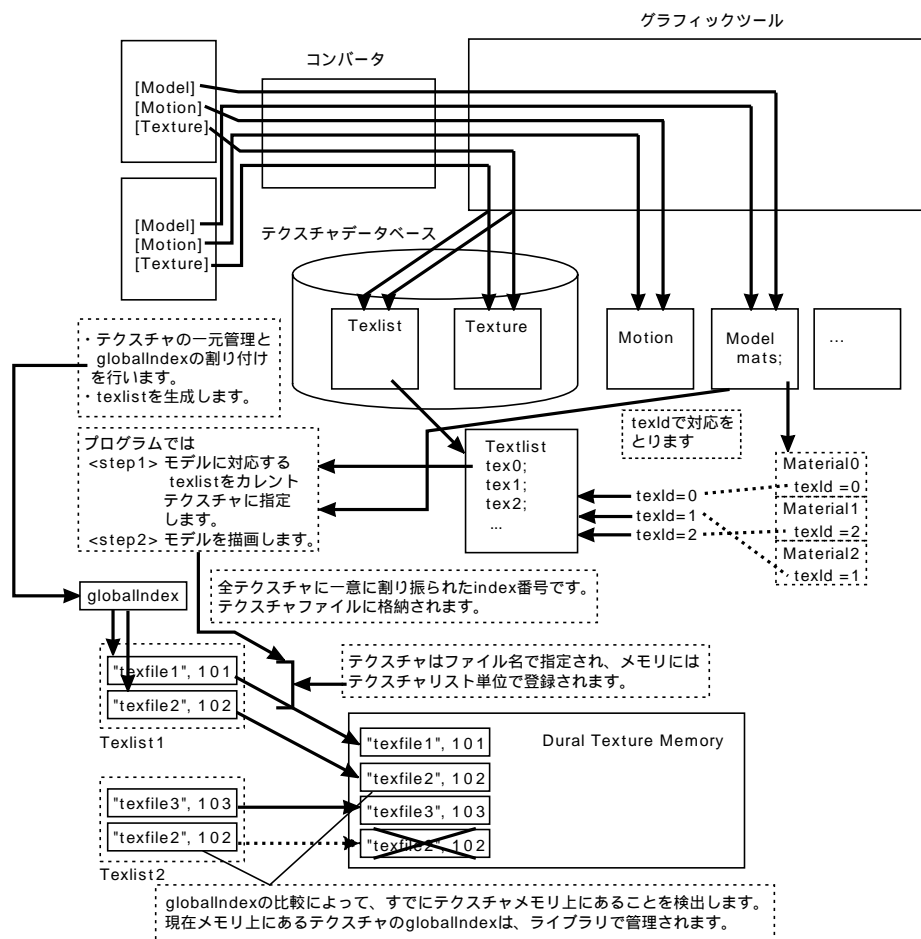 グラフィックツール
コンバータ
[Model]
[Motion]
[Texture]
[Model]
[Motion]
[Texture]
テクスチャデータベース
Texlist
Texture
Motion
Model
mats;
...
・テクスチャの一元管理と
globalIndexの割り付け
を行います。
・texlistを生成します。
texIdで対応を
とります
プログラムでは
<step1> モデルに対応する
texlistをカレント
テクスチャに指定
します。
<step2> モデルを描画します。
Textlist
tex0;
tex1;
tex2;
...
texId=0
texId=1
texId=2
Material0
texId =0
Material1
texId =2
Material2
texId =1
globalIndex
全テクスチャに一意に割り振られたindex番号です。
テクスチャファイルに格納されます。
テクスチャはファイル名で指定され、メモリには
テクスチャリスト単位で登録されます。
"texfile1", 101
"texfile2", 102
Texlist1
Dural Texture Memory
"texfile1", 101
"texfile2", 102
"texfile3", 103
"texfile2", 102
"texfile3", 103
"texfile2", 102
Texlist2
globalIndexの比較によって、すでにテクスチャメモリ上にあることを検出します。
現在メモリ上にあるテクスチャのglobalIndexは、ライブラリで管理されます。